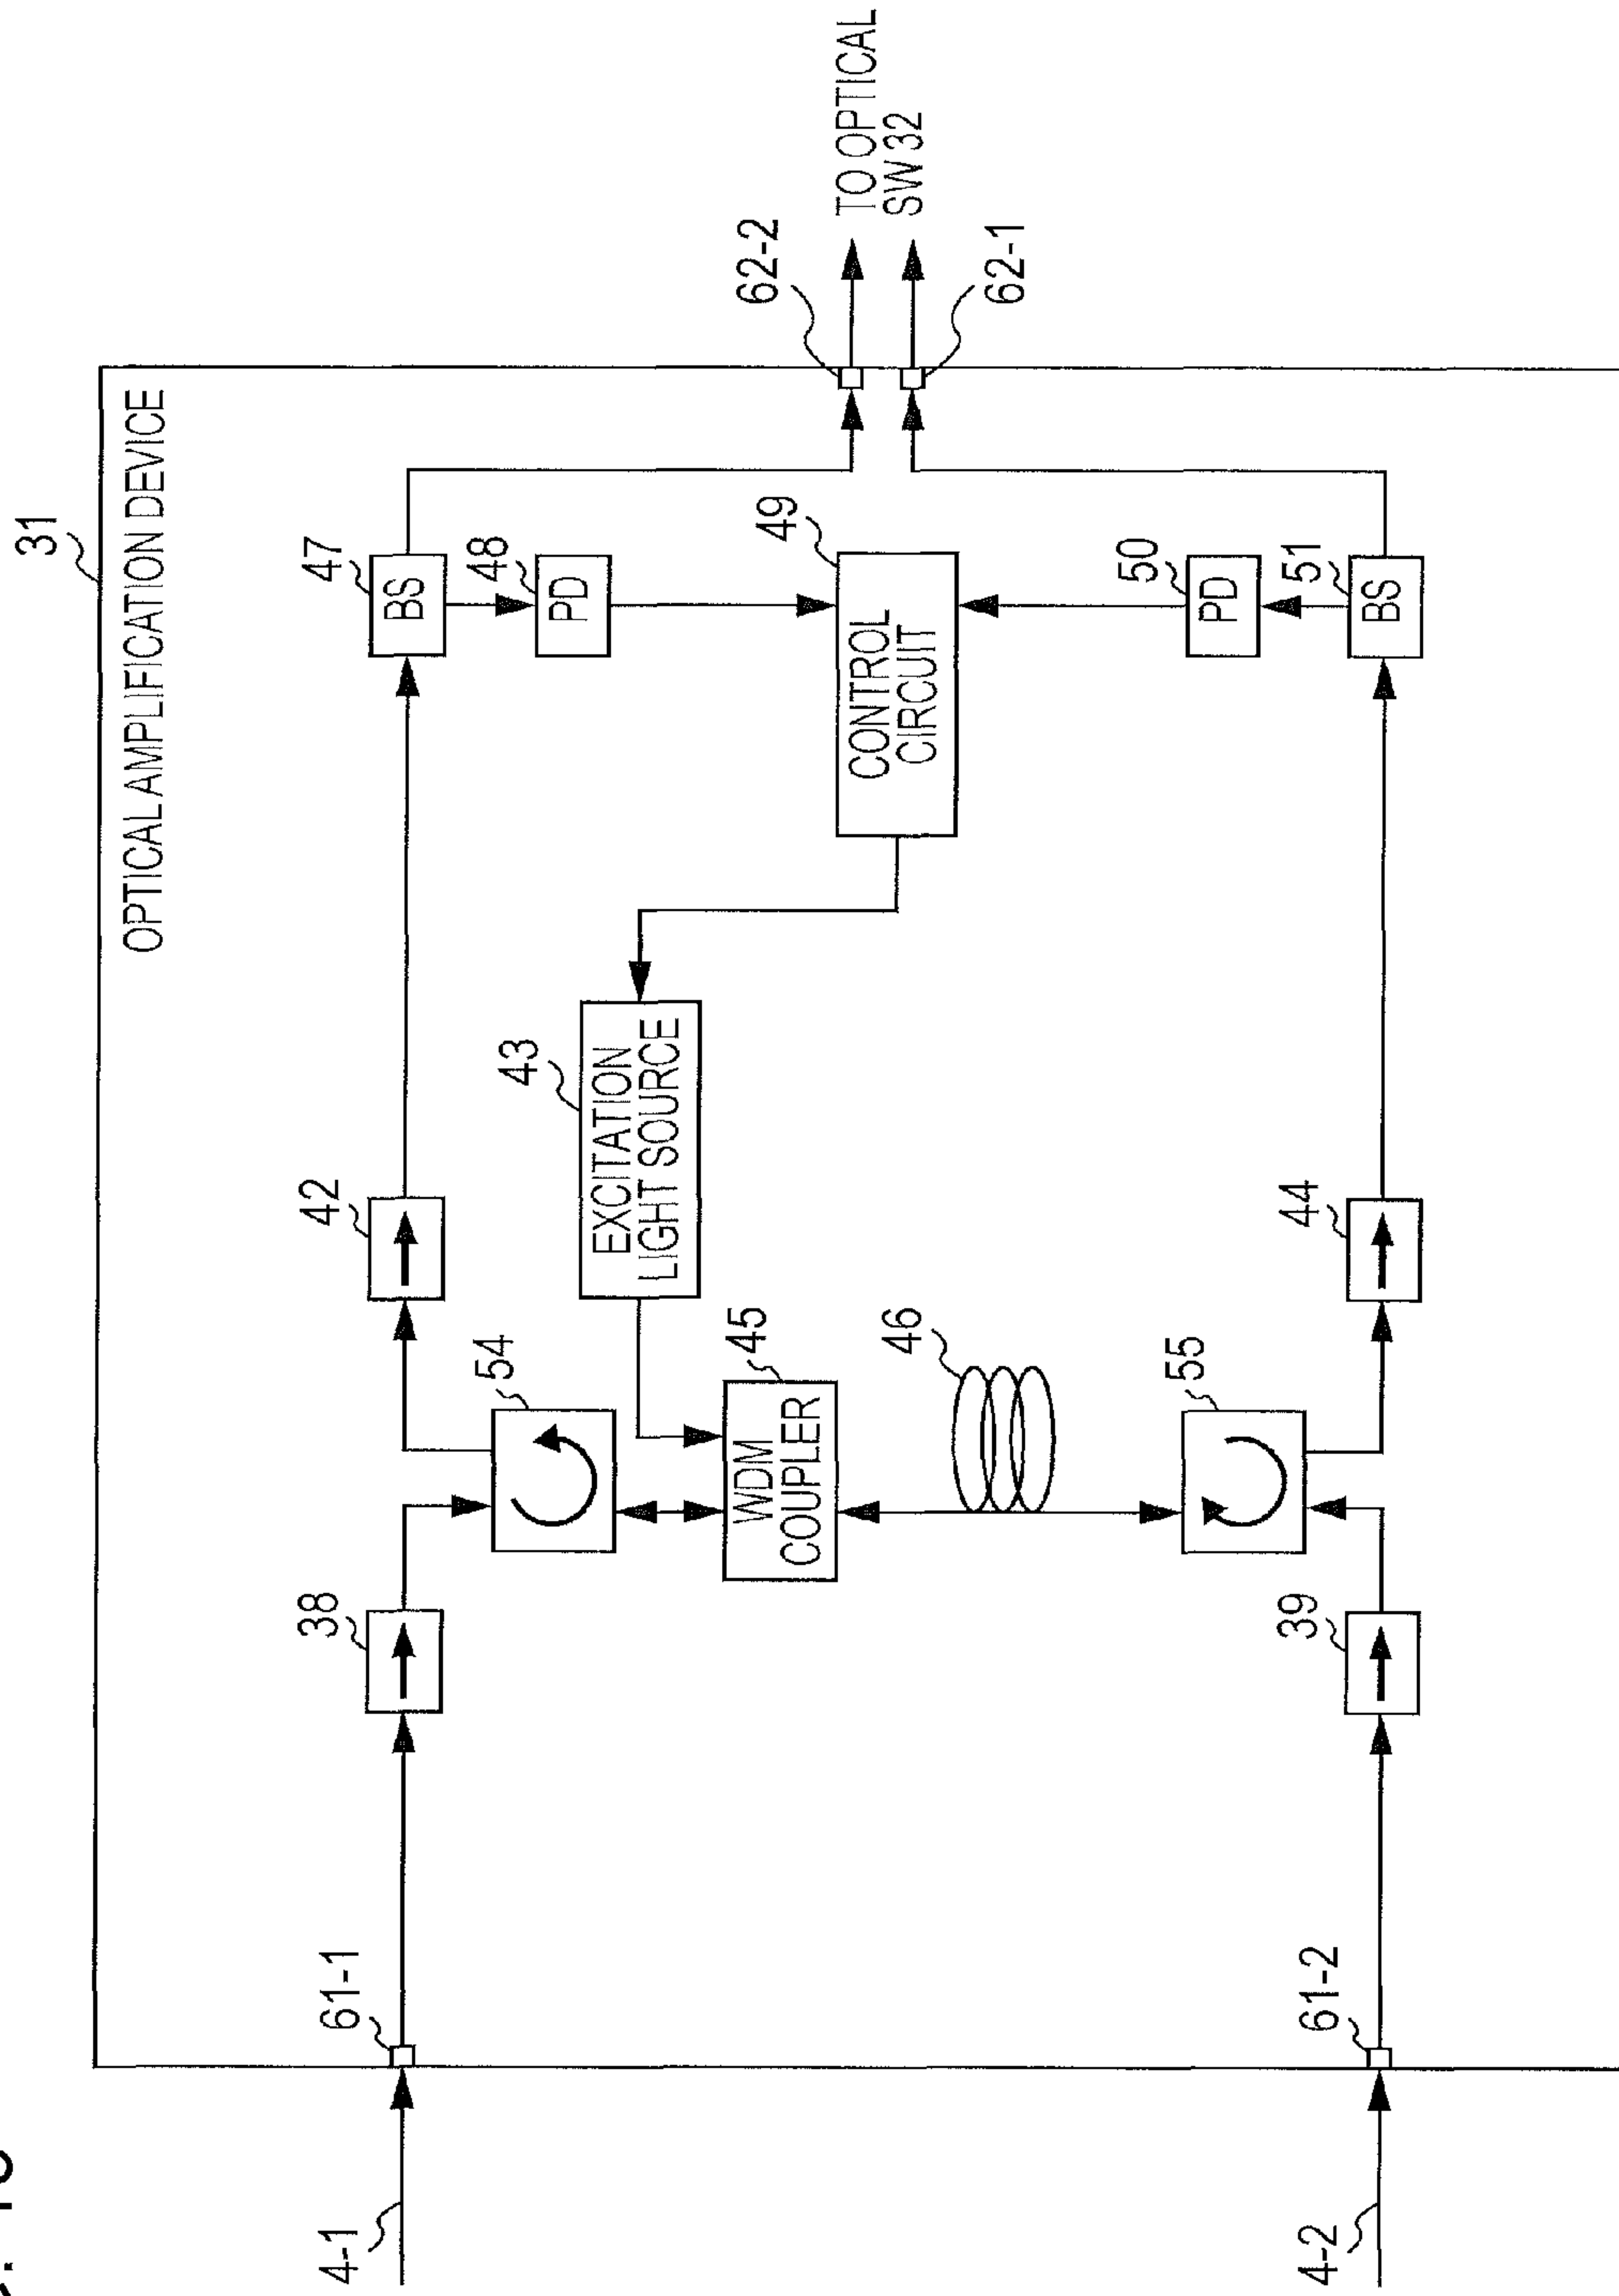 31
OPTICAL AMPLIFICATION DEVICE
4-1
61-1
38
54
42
47
BS
48
PD
43
EXCITATION
LIGHT SOURCE
45
WDM
COUPLER
46
49
CONTROL
CIRCUIT
62-2
TO OPTICAL
SW 32
62-1
50
PD
51
BS
55
44
39
4-2
61-2